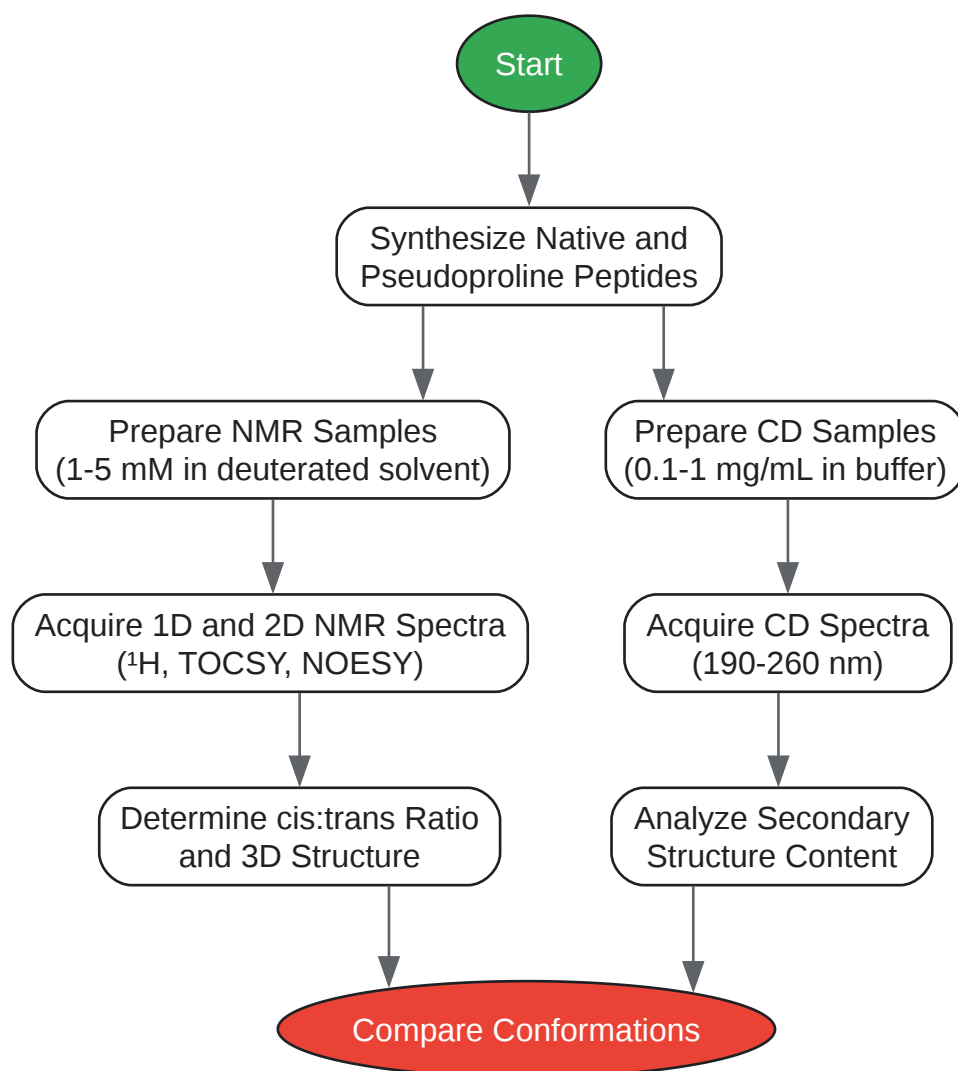 Start
Synthesize Native and
Pseudoproline Peptides
Prepare NMR Samples
(1-5 mM in deuterated solvent)
Prepare CD Samples
(0.1-1 mg/mL in buffer)
Acquire 1D and 2D NMR Spectra
(¹H, TOCSY, NOESY)
Acquire CD Spectra
(190-260 nm)
Determine cis:trans Ratio
and 3D Structure
Analyze Secondary
Structure Content
Compare Conformations